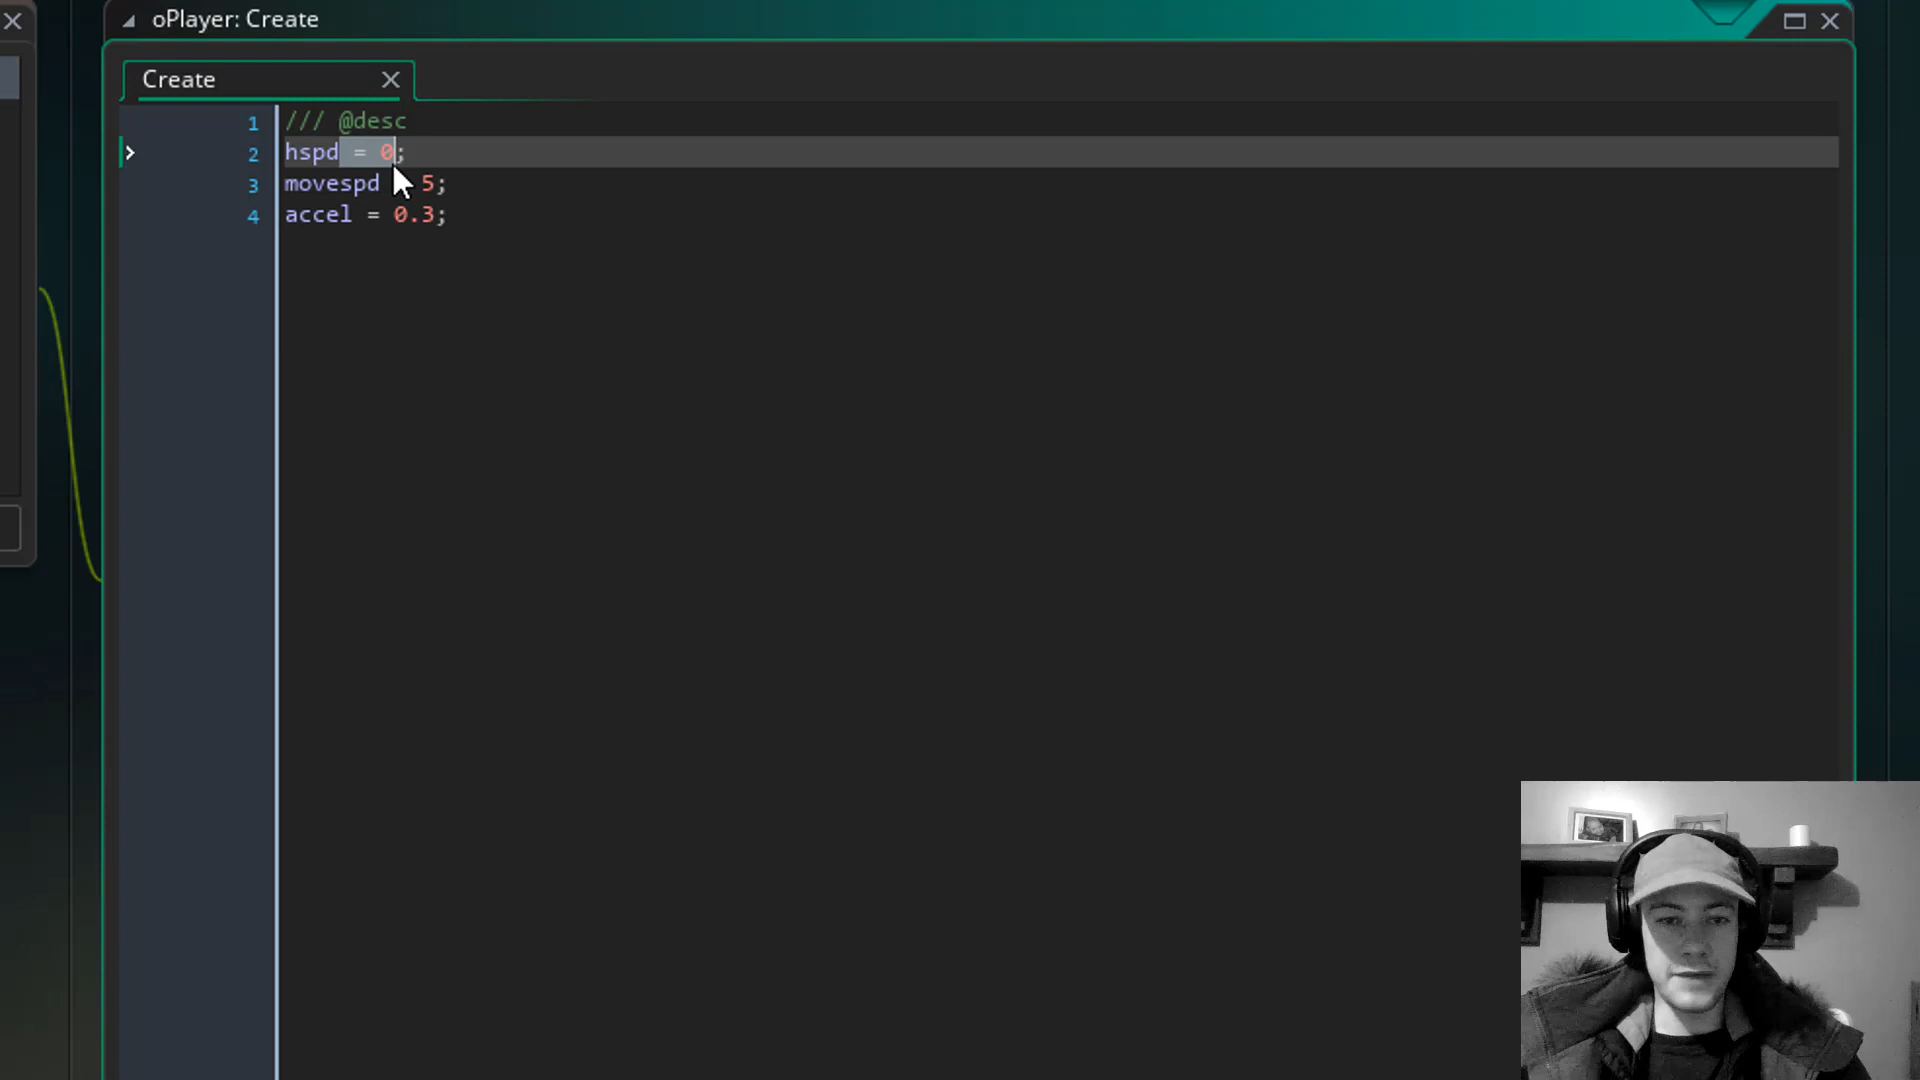 oPlayer: Create
Create
1 /// @desc
2 hspd = 0;
3 movespd 5;
4 accel = 0.3;